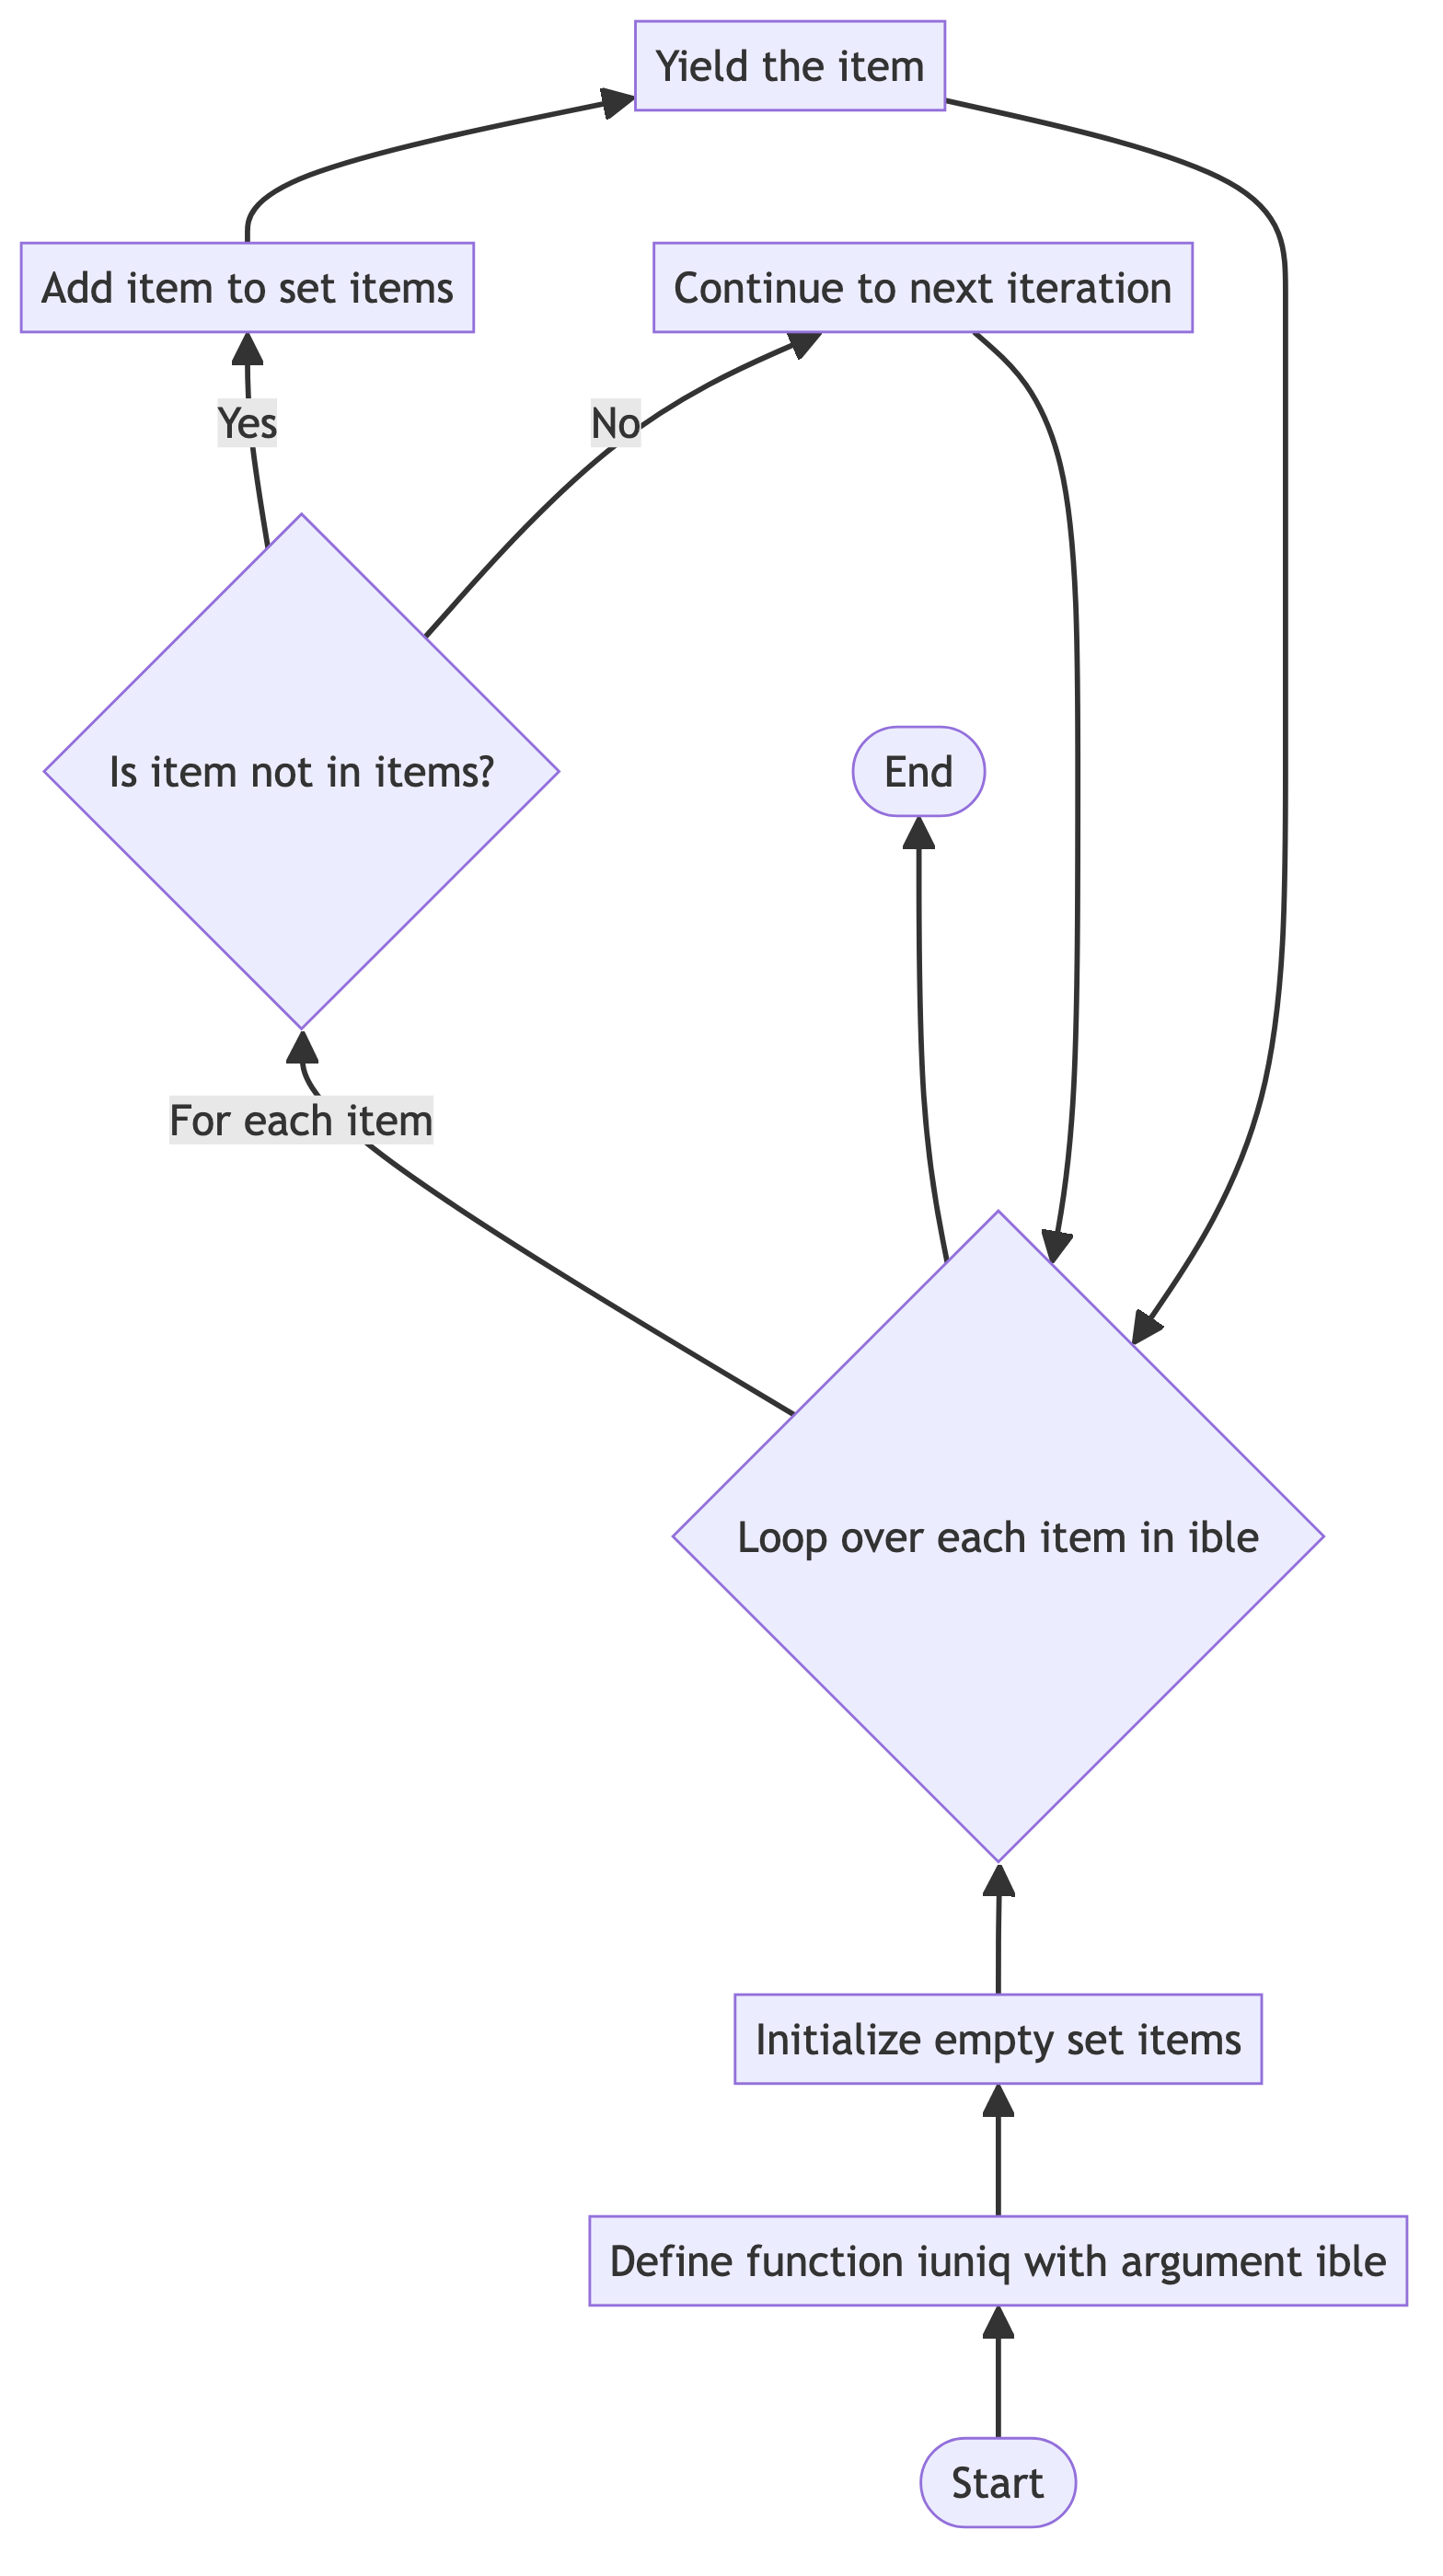 Yield the item
Add item to set items
Continue to next iteration
Yes
No
Is item not in items?
End
For each item
Loop over each item in ible
Initialize empty set items
Define function iuniq with argument ible
Start